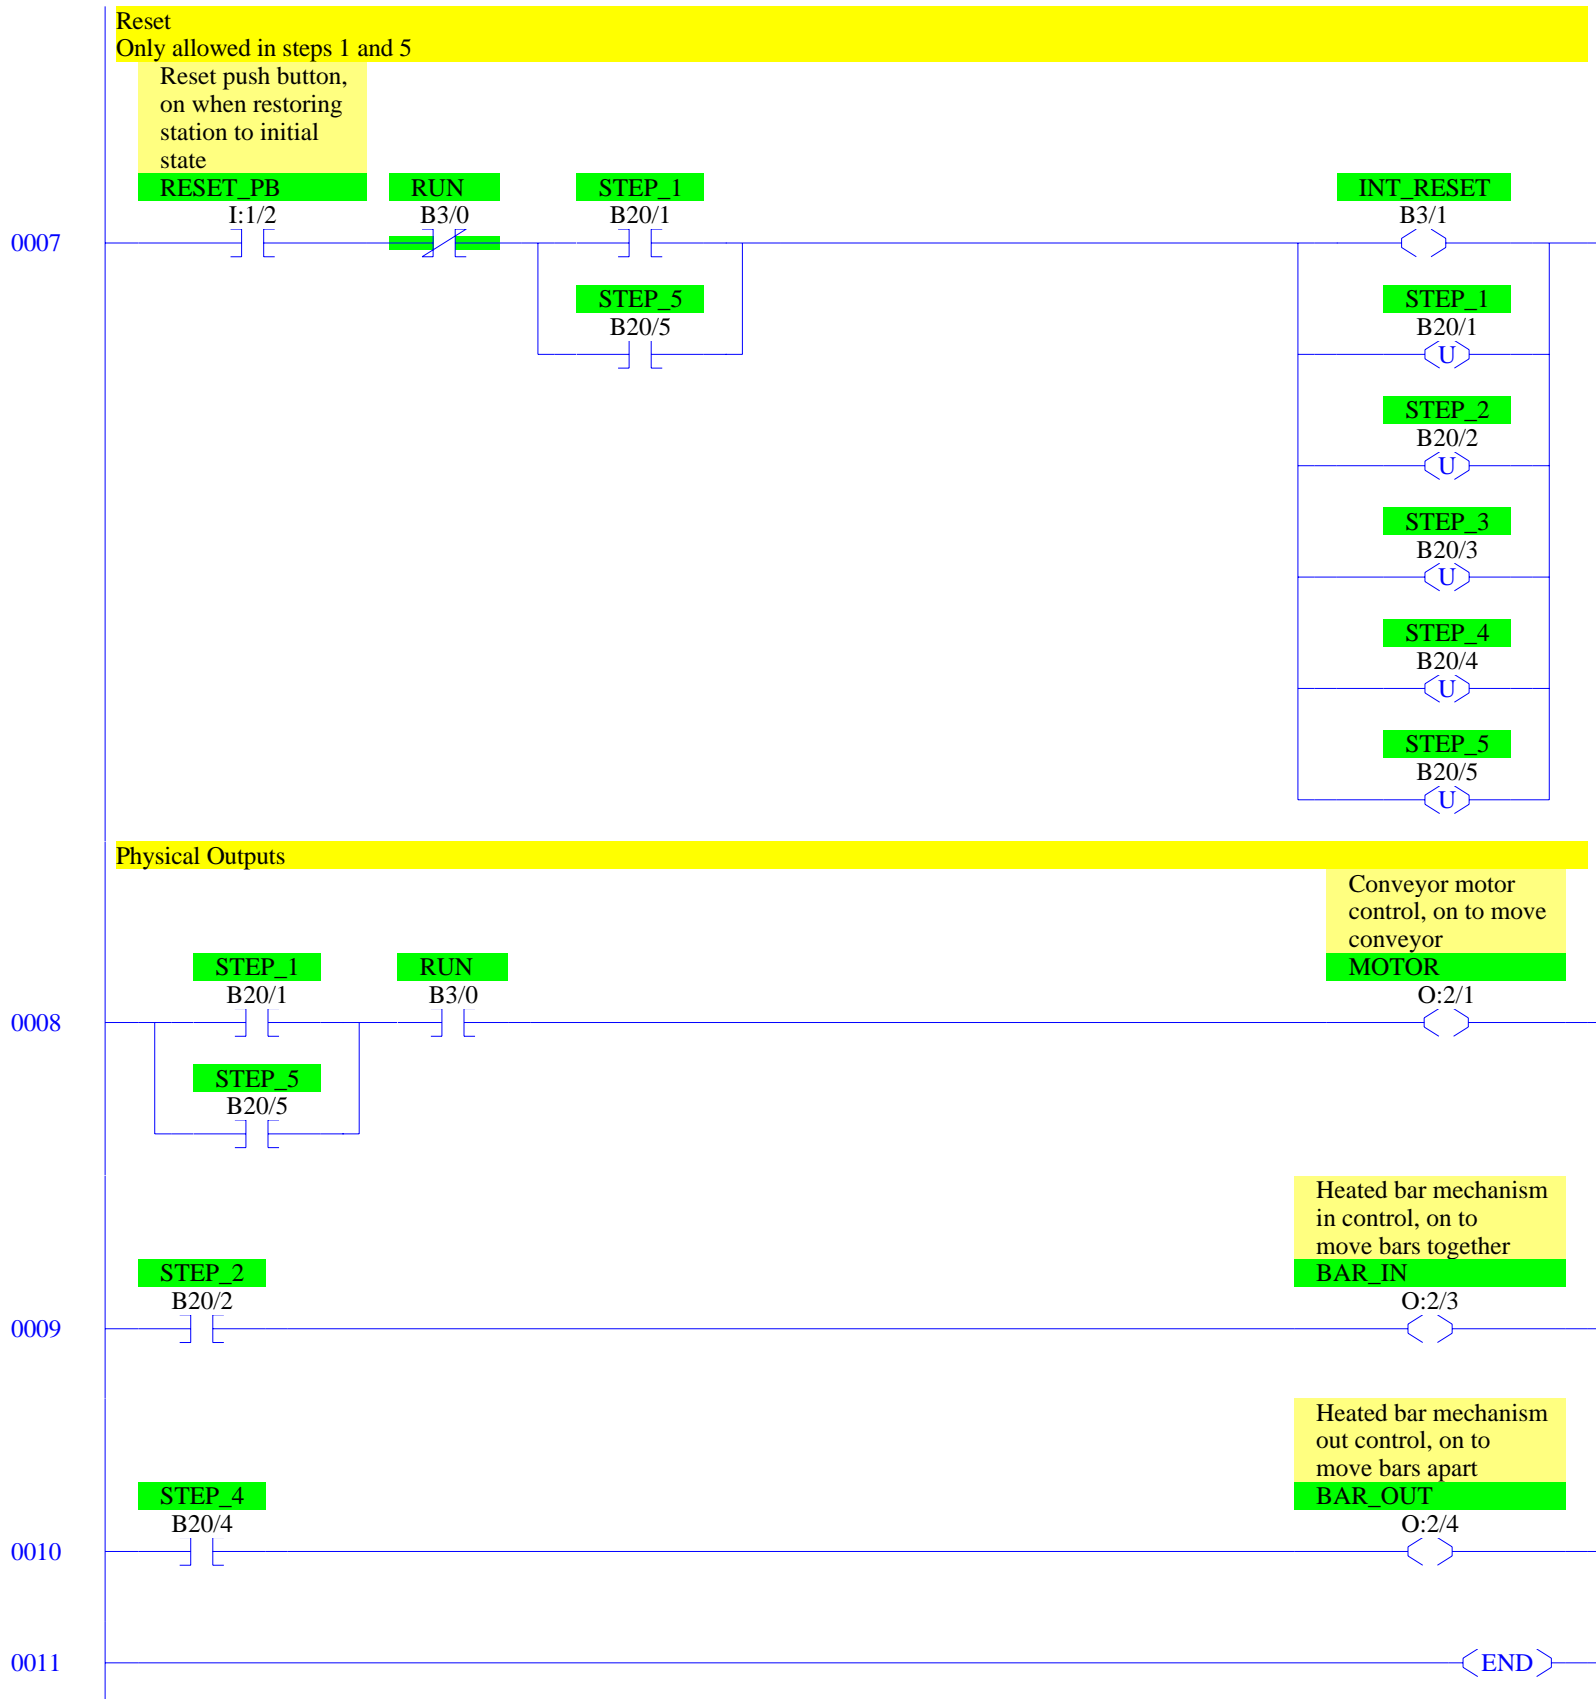 Reset
Only allowed in steps 1 and 5
Reset push button,
on when restoring
station to initial
state
RESET_PB RUN STEP_1 INT_RESET
I:1/2 B3/0 B20/1 B3/1
0007
STEP_5 STEP_1
B20/5 B20/1
U
STEP_2
B20/2
U
STEP_3
B20/3
U
STEP_4
B20/4
U
STEP_5
B20/5
U
Physical Outputs
Conveyor motor
control, on to move
conveyor
STEP_1 RUN MOTOR
B20/1 B3/0 O:2/1
0008
STEP_5
B20/5
Heated bar mechanism
in control, on to
move bars together
STEP_2 BAR_IN
B20/2 O:2/3
0009
Heated bar mechanism
out control, on to
move bars apart
STEP_4 BAR_OUT
B20/4 O:2/4
0010
0011 END